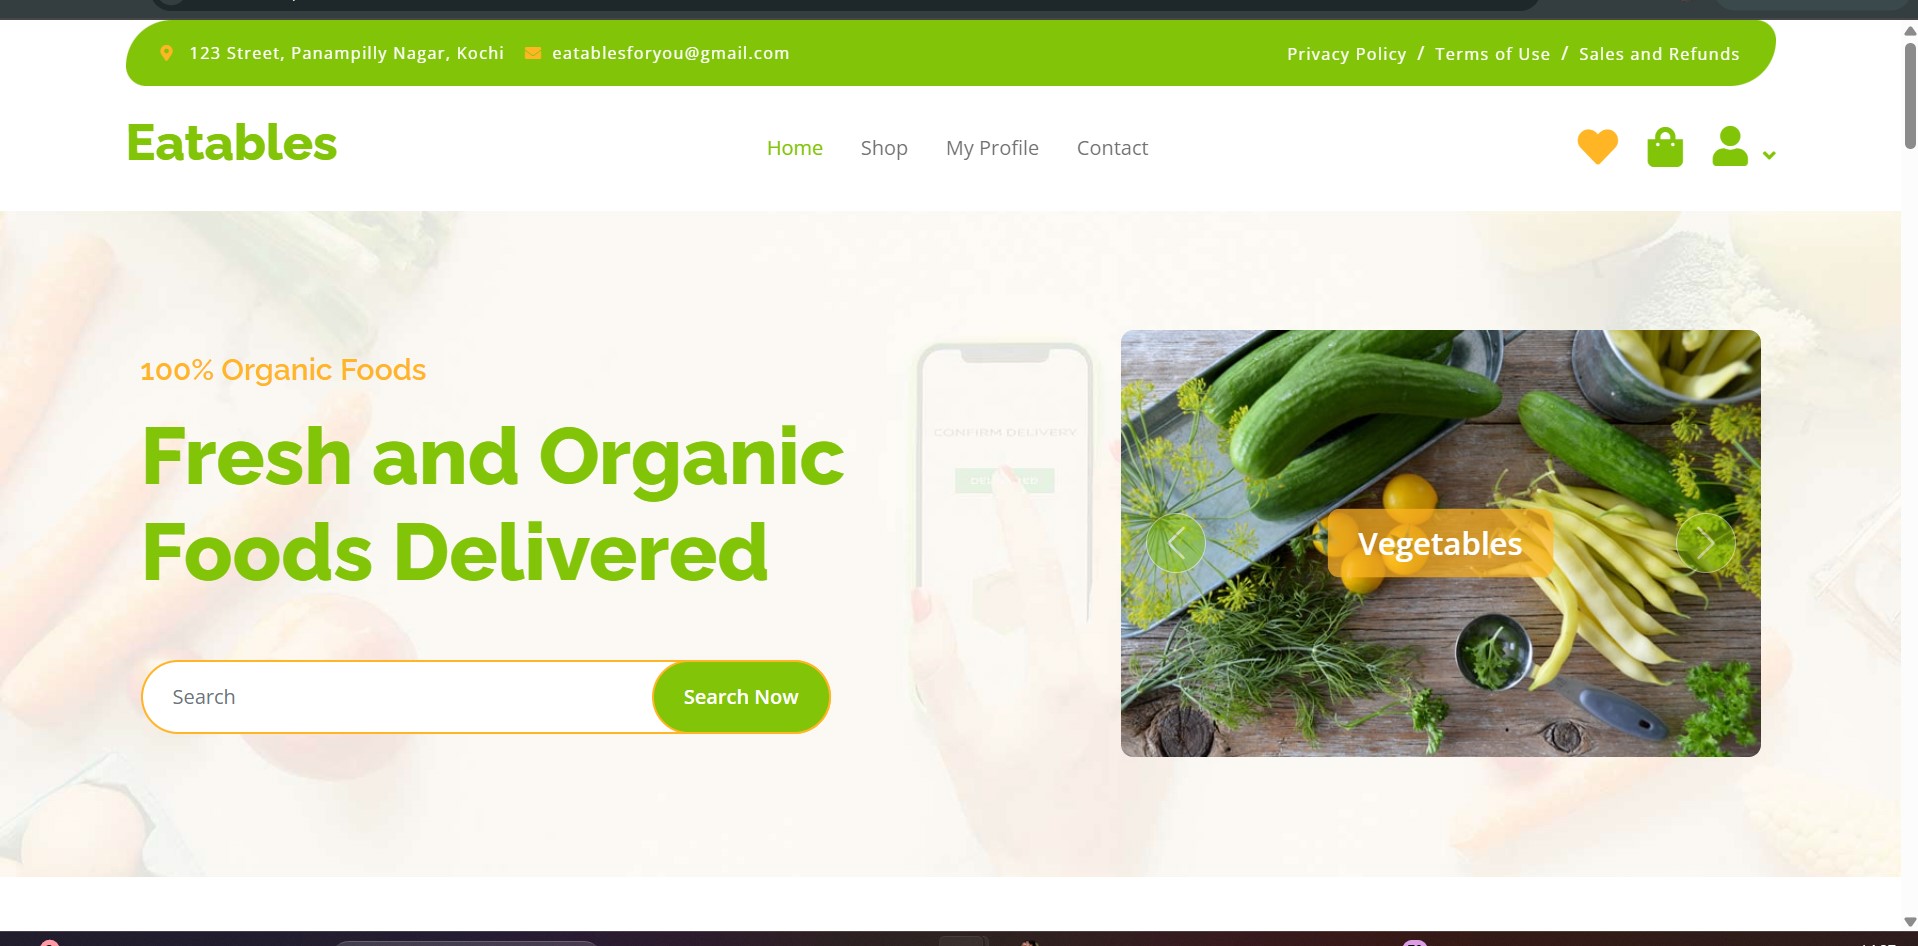 123 Street, Panampilly Nagar, Kochi eatablesforyou@gmail.com Privacy Policy / Terms of Use / Sales and Refunds
Eatables
Home Shop My Profile Contact
100% Organic Foods
Fresh and Organic
Foods Delivered
CONFIRM DELIVERY
Vegetables
Search Search Now